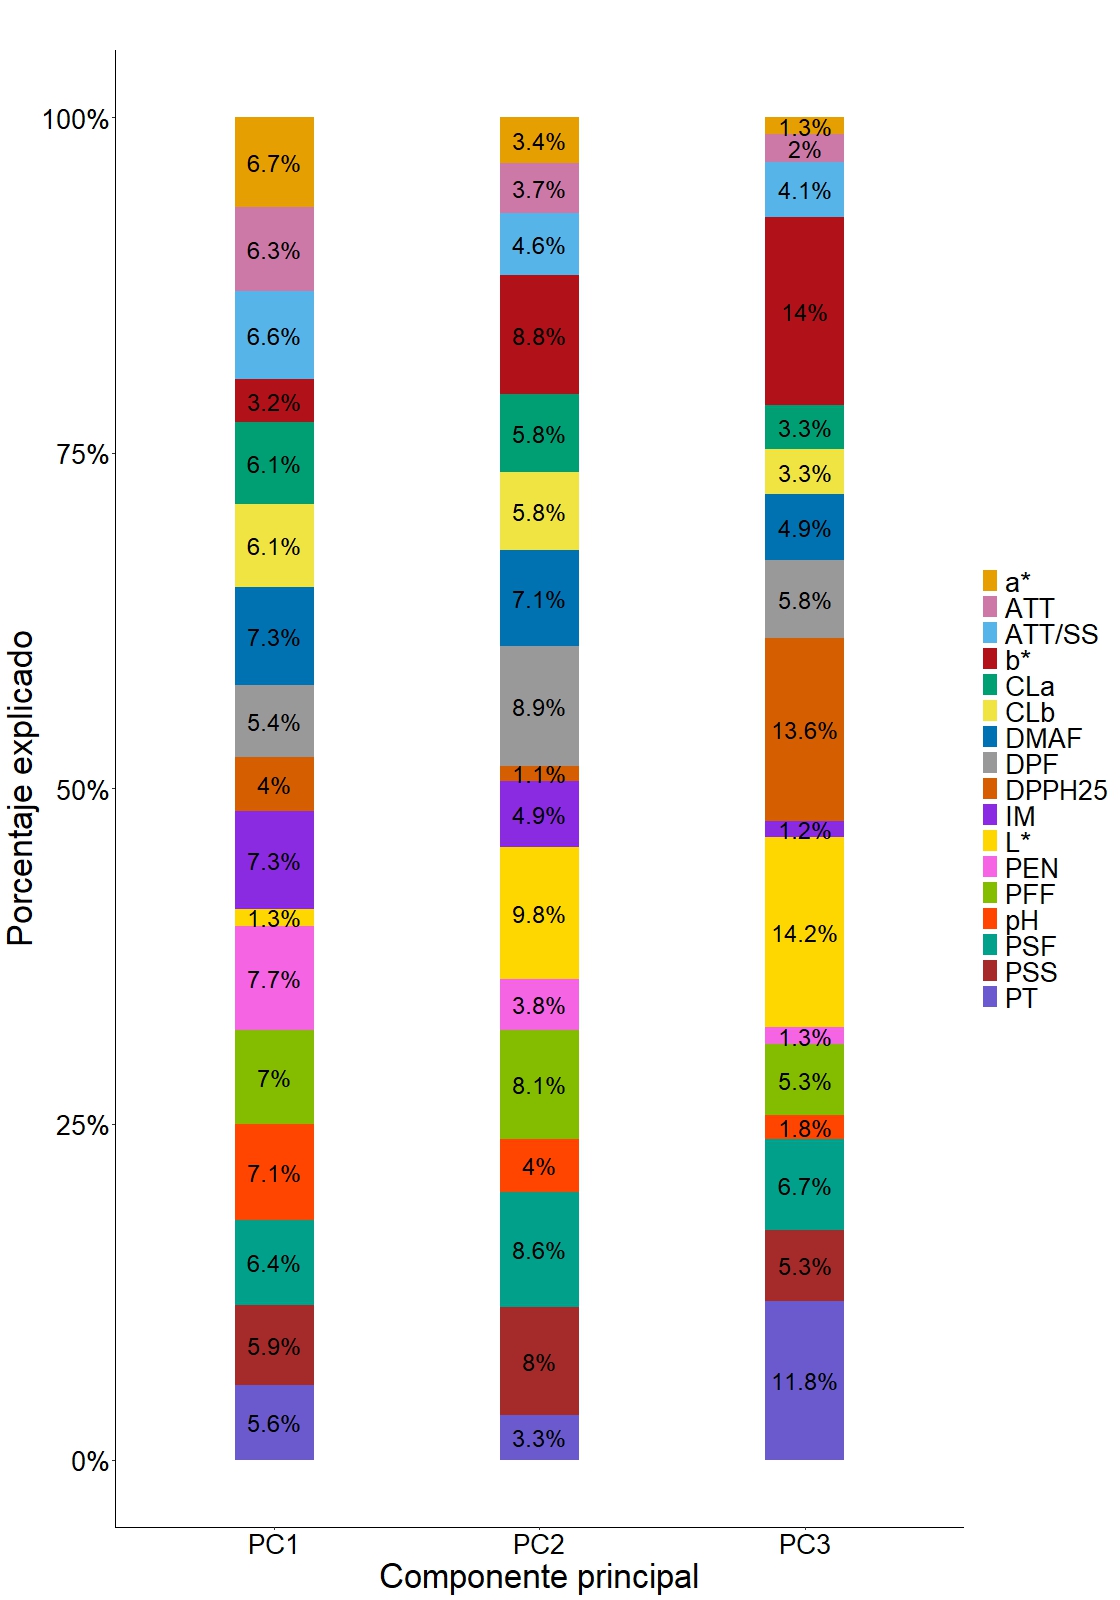 100%
75%
50%
25%
0%
Porcentaje explicado
6.7%
6.3%
6.6%
3.2%
6.1%
6.1%
7.3%
5.4%
4%
7.3%
1.3%
7.7%
7%
7.1%
6.4%
5.9%
5.6%
3.4%
3.7%
4.6%
8.8%
5.8%
5.8%
7.1%
8.9%
1.1%
4.9%
9.8%
3.8%
8.1%
4%
8.6%
8%
3.3%
1.3%
2%
4.1%
14%
3.3%
3.3%
4.9%
5.8%
13.6%
1.2%
14.2%
1.3%
5.3%
1.8%
6.7%
5.3%
11.8%
PC1 PC2 PC3
Componente principal
a*
ATT
ATT/SS
b*
CLa
CLb
DMAF
DPF
DPPH25
IM
L*
PEN
PFF
pH
PSF
PSS
PT